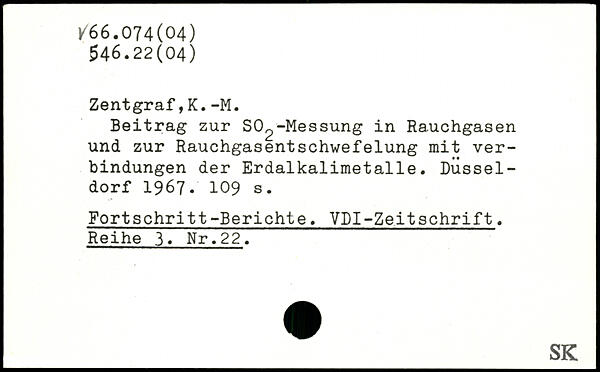 √66.074(04)
546.22(04)
Zentgraf,K.-M.
Beitrag zur SO₂-Messung in Rauchgasen
und zur Rauchgasentschwefelung mit ver-
bindungen der Erdalkalimetalle. Düssel-
dorf 1967. 109 s.
Fortschritt-Berichte. VDI-Zeitschrift.
Reihe 3. Nr.22.
SK